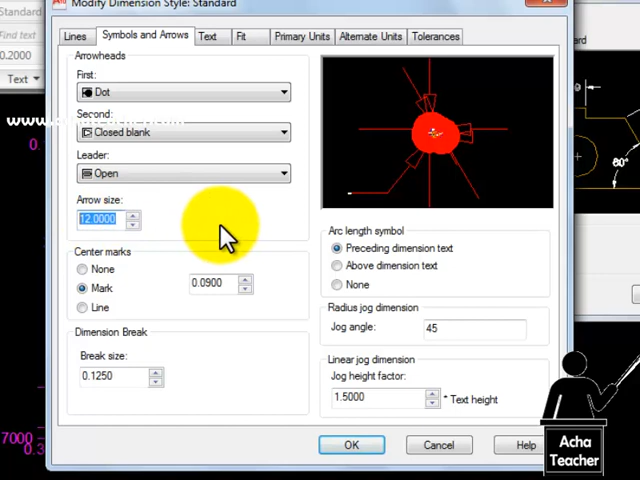 Modify Dimension Style: Standard
Standard
Find text
0.2000
Text
Lines
Symbols and Arrows
Text
Fit
Primary Units
Alternate Units
Tolerances
Arrowheads
First:
Dot
Second:
Closed blank
Leader:
Open
Arrow size:
12.0000
Center marks
None
Mark
0.0900
Line
Dimension Break
Break size:
0.1250
Arc length symbol
Preceding dimension text
Above dimension text
None
Radius jog dimension
Jog angle:
45
Linear jog dimension
Jog height factor:
1.5000
* Text height
OK
Cancel
Help
60°
7000
Acha
Teacher